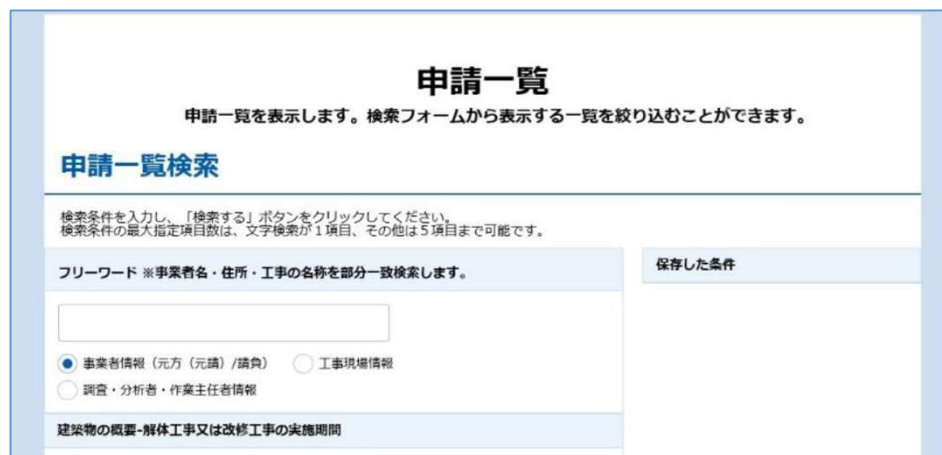 申請一覧
申請一覧を表示します。検索フォームから表示する一覧を絞り込むことができます。
申請一覧検索
検索条件を入力し、「検索する」ボタンをクリックしてください。
検索条件の最大指定項目数は、文字検索が1項目、その他は5項目まで可能です。
フリーワード ※事業者名・住所・工事の名称を部分一致検索します。
保存した条件
事業者情報（元方（元請）/請負） 工事現場情報
調査・分析者・作業主任者情報
建築物の概要-解体工事又は改修工事の実施期間